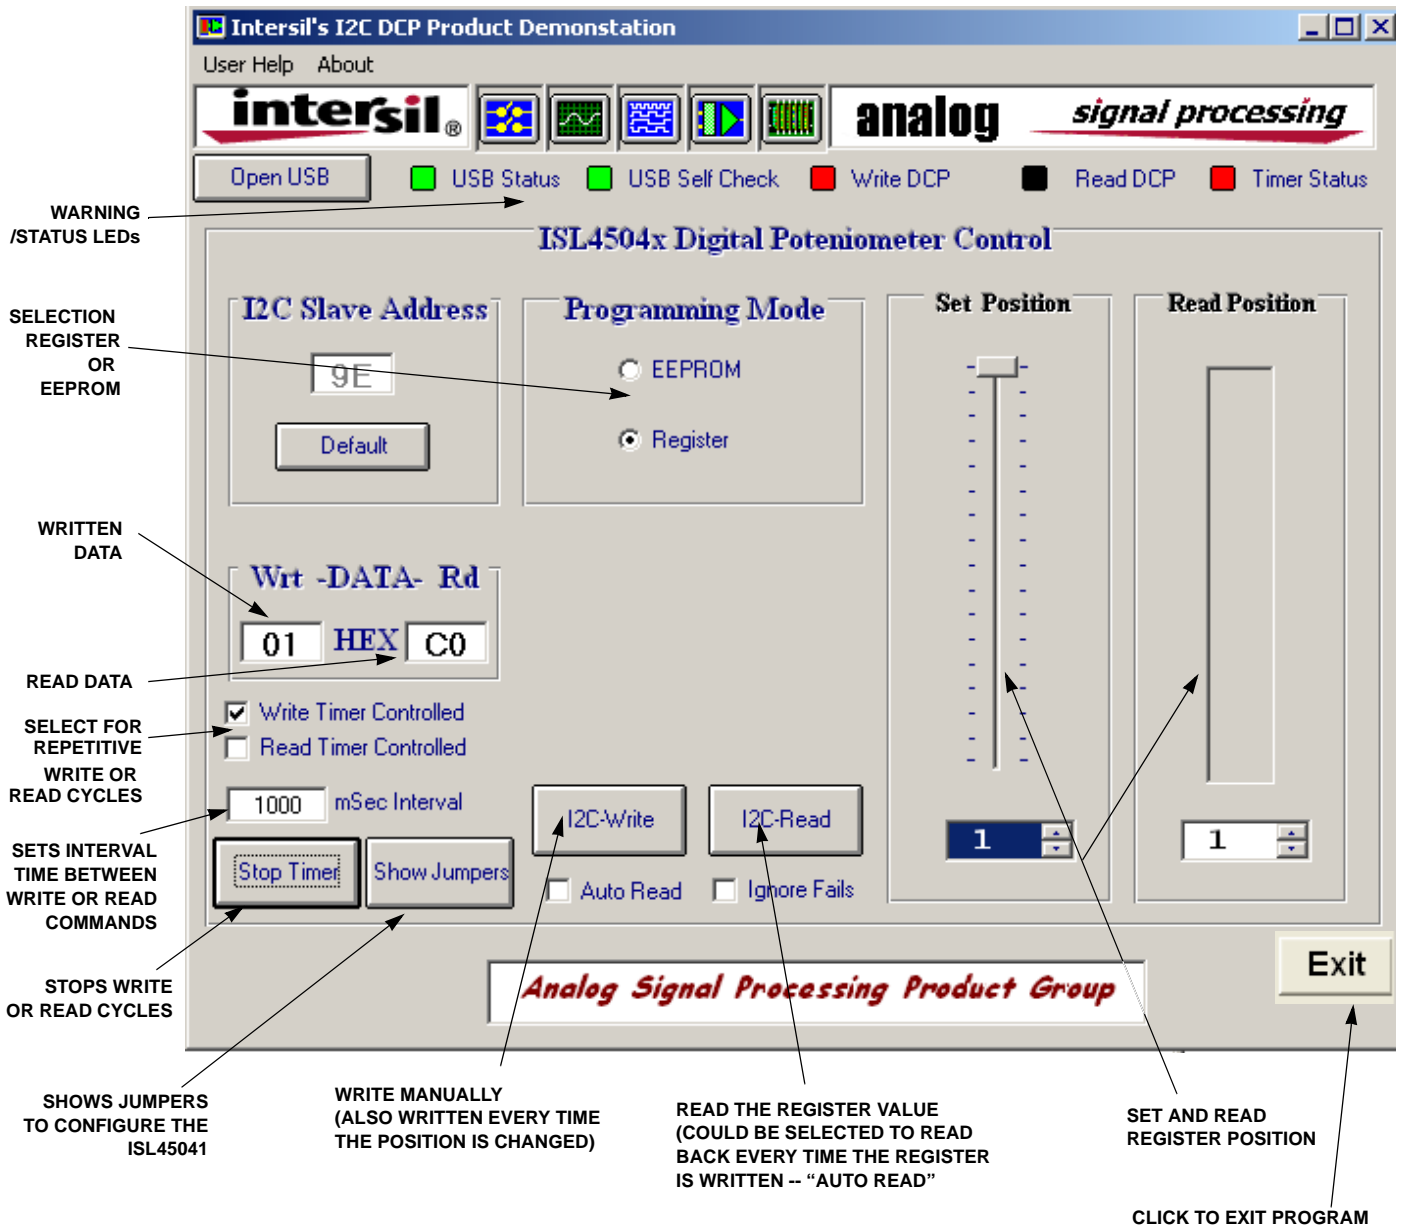 Intersil's I2C DCP Product Demonstation
User Help About
intersil® analog signal processing
Open USB USB Status USB Self Check Write DCP Read DCP Timer Status
WARNING
/STATUS LEDs
ISL4504x Digital Poteniometer Control
I2C Slave Address Programming Mode Set Position Read Position
SELECTION
REGISTER
OR
EEPROM
9E
EEPROM
Default
Register
WRITTEN
DATA
Wrt -DATA- Rd
01 HEX C0
READ DATA
Write Timer Controlled
SELECT FOR
REPETITIVE
WRITE OR
READ CYCLES
Read Timer Controlled
1000 mSec Interval
I2C-Write I2C-Read
1 1
SETS INTERVAL
TIME BETWEEN
WRITE OR READ
COMMANDS
Stop Timer Show Jumpers
Auto Read Ignore Fails
Exit
STOPS WRITE
OR READ CYCLES
Analog Signal Processing Product Group
SHOWS JUMPERS
TO CONFIGURE THE
ISL45041
WRITE MANUALLY
(ALSO WRITTEN EVERY TIME
THE POSITION IS CHANGED)
READ THE REGISTER VALUE
(COULD BE SELECTED TO READ
BACK EVERY TIME THE REGISTER
IS WRITTEN -- “AUTO READ”
SET AND READ
REGISTER POSITION
CLICK TO EXIT PROGRAM